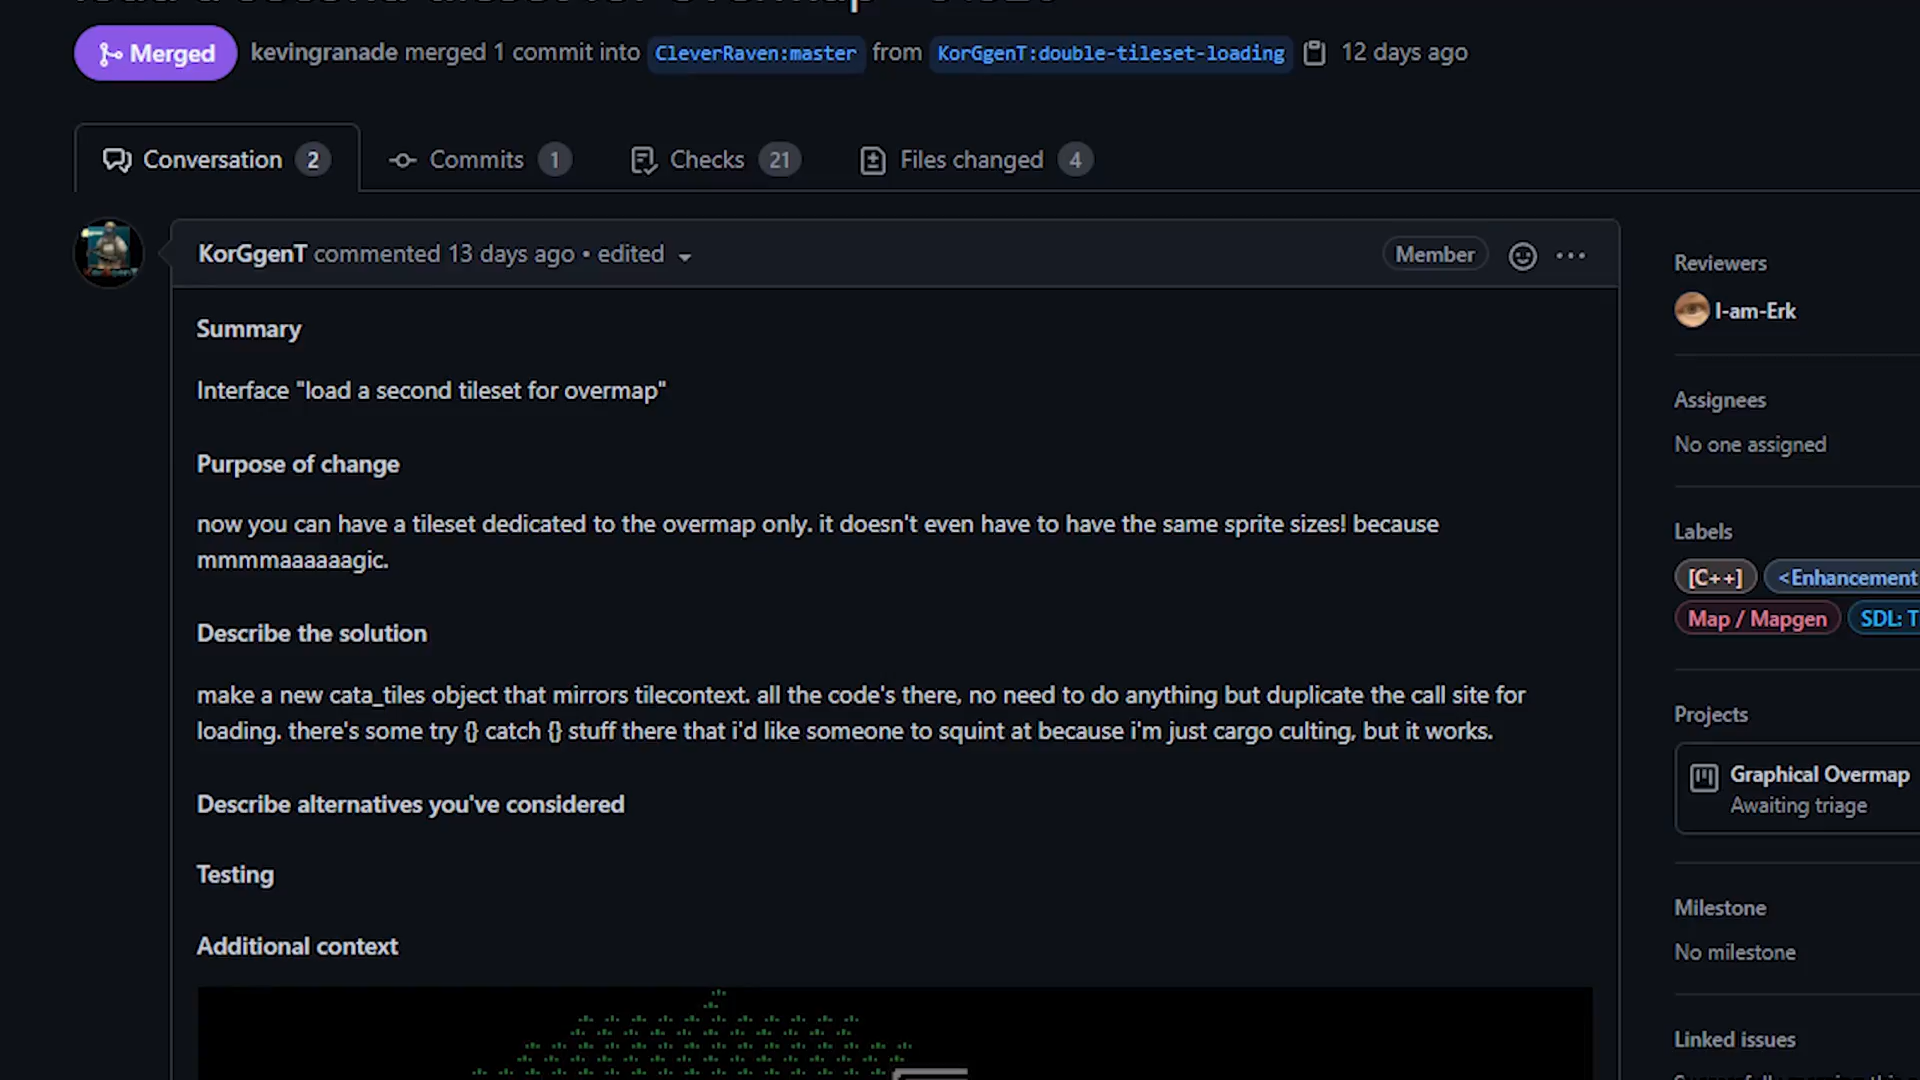 Merged kevingranade merged 1 commit into CleverRaven:master from KorGgenT:double-tileset-loading 12 days ago
Conversation 2 Commits 1 Checks 21 Files changed 4
KorGgenT commented 13 days ago • edited Member
Summary
Interface "load a second tileset for overmap"
Purpose of change
now you can have a tileset dedicated to the overmap only. it doesn't even have to have the same sprite sizes! because
mmmmaaaaaagic.
Describe the solution
make a new cata_tiles object that mirrors tilecontext. all the code's there, no need to do anything but duplicate the call site for
loading. there's some try {} catch {} stuff there that i'd like someone to squint at because i'm just cargo culting, but it works.
Describe alternatives you've considered
Testing
Additional context
Reviewers
I-am-Erk
Assignees
No one assigned
Labels
[C++] <Enhancement
Map / Mapgen SDL: T
Projects
Graphical Overmap
Awaiting triage
Milestone
No milestone
Linked issues